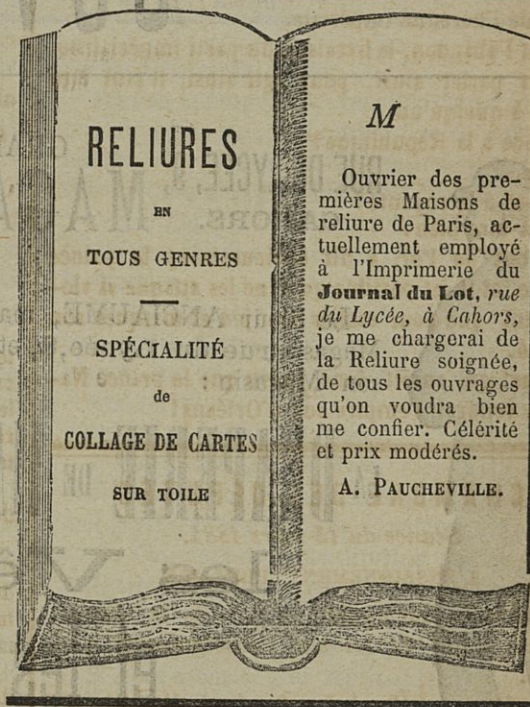 RELIURES
EN
TOUS GENRES
SPÉCIALITÉ
de
COLLAGE DE CARTES
SUR TOILE
M
Ouvrier des pre-
mières Maisons de
reliure de Paris, ac-
tuellement employé
à l'Imprimerie du
Journal du Lot, rue
du Lycée, à Cahors,
je me chargerai de
la Reliure soignée,
de tous les ouvrages
qu'on voudra bien
me confier. Célérité
et prix modérés.
A. PAUCHEVILLE.